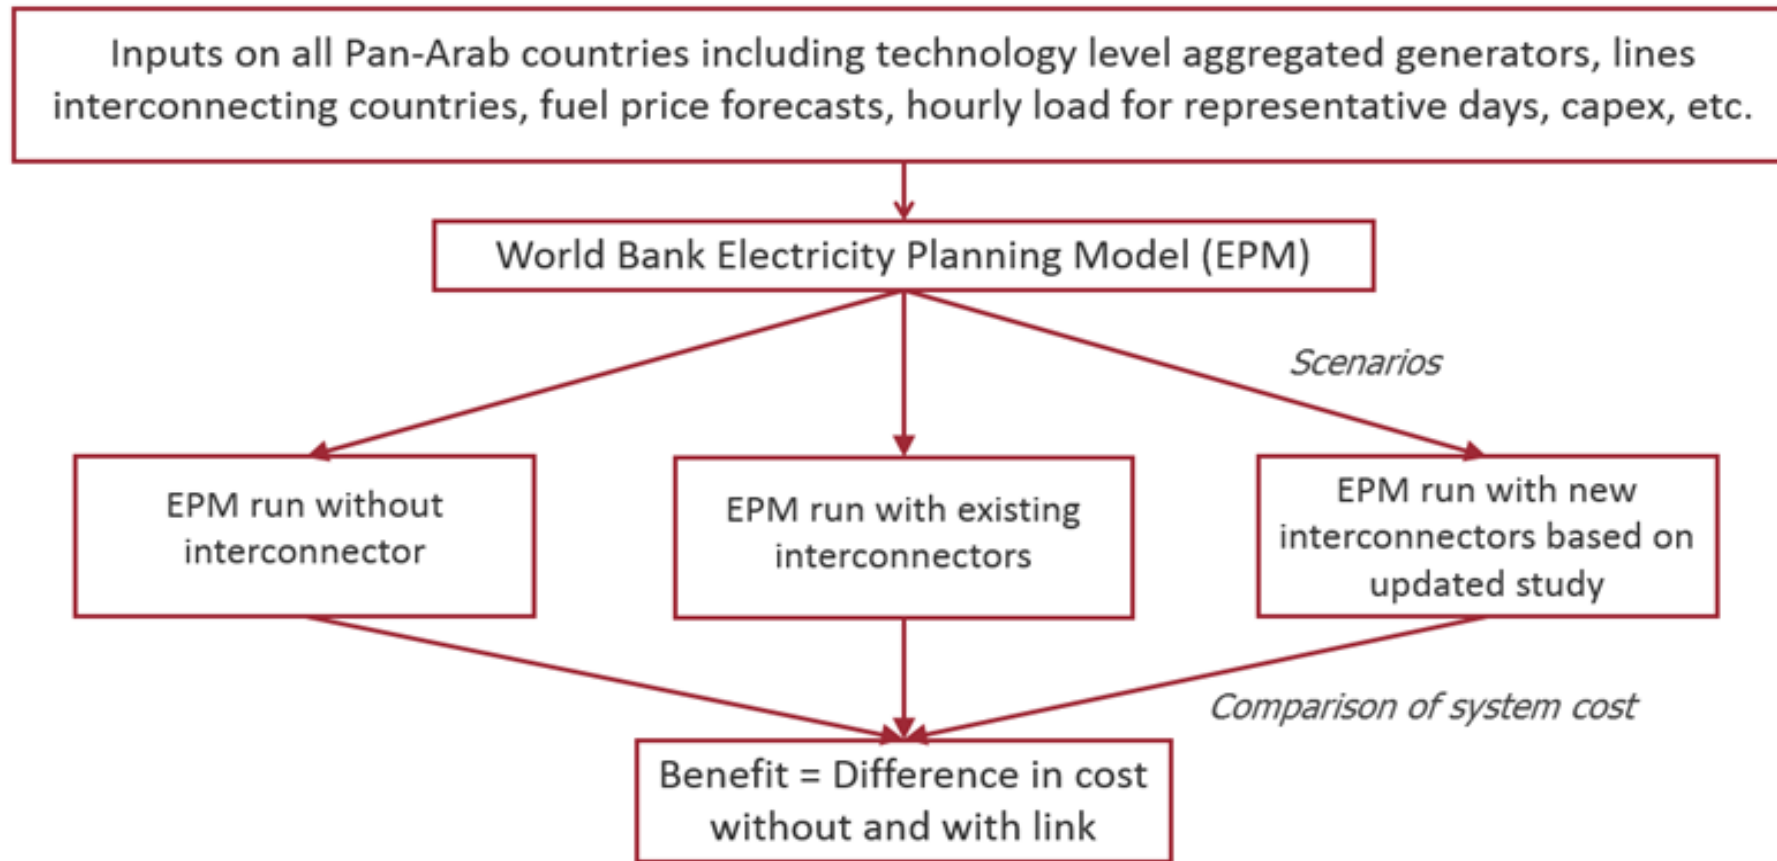 Inputs on all Pan-Arab countries including technology level aggregated generators, lines
interconnecting countries, fuel price forecasts, hourly load for representative days, capex, etc.
World Bank Electricity Planning Model (EPM)
Scenarios
EPM run without
interconnector
EPM run with existing
interconnectors
EPM run with new
interconnectors based on
updated study
Comparison of system cost
Benefit = Difference in cost
without and with link